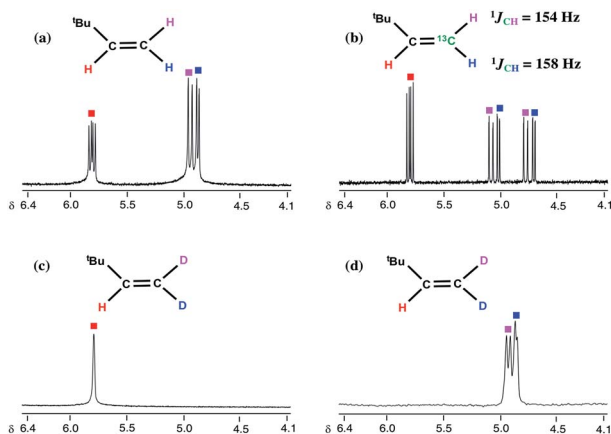 (a)
ᵗBu
H
C=C
H
H
δ 6.4 6.0 5.5 5.0 4.5 4.1
(b)
ᵗBu
H
C=¹³C
H
H
¹J_CH = 154 Hz
¹J_CH = 158 Hz
δ 6.4 6.0 5.5 5.0 4.5 4.1
(c)
ᵗBu
D
C=C
H
D
δ 6.4 6.0 5.5 5.0 4.5 4.1
(d)
ᵗBu
D
C=C
H
D
δ 6.4 6.0 5.5 5.0 4.5 4.1